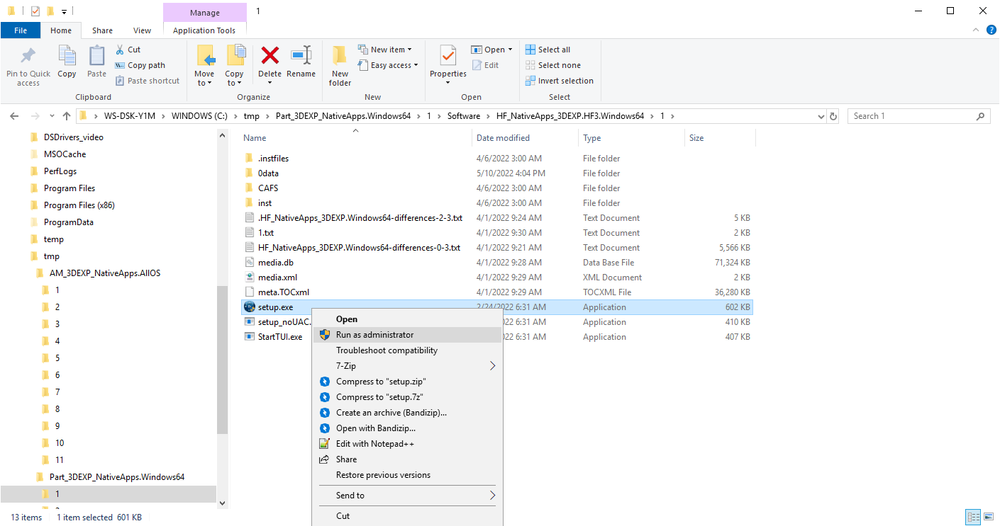 Manage
1
File
Home
Share
View
Application Tools
Pin to Quick access
Copy
Paste
Cut
Copy path
Paste shortcut
Clipboard
Move to
Copy to
Delete
Rename
Organize
New folder
New item
Easy access
New
Properties
Open
Edit
Open
Select all
Select none
Invert selection
Select
WS-DSK-Y1M > WINDOWS (C:) > tmp > Part_3DEXP_NativeApps.Windows64 > 1 > Software > HF_NativeApps_3DEXP.HF3.Windows64 > 1 >
Search 1
DSDrivers_video
MSOCache
PerfLogs
Program Files
Program Files (x86)
ProgramData
temp
tmp
AM_3DEXP_NativeApps.AllOS
1
2
3
4
5
6
7
8
9
10
11
Part_3DEXP_NativeApps.Windows64
1
Name Date modified Type Size
.instfiles 4/6/2022 3:00 AM File folder
0data 5/10/2022 4:04 PM File folder
CAFS 4/6/2022 3:00 AM File folder
inst 4/6/2022 3:00 AM File folder
.HF_NativeApps_3DEXP.Windows64-differences-2-3.txt 4/1/2022 9:24 AM Text Document 5 KB
1.txt 4/1/2022 9:30 AM Text Document 2 KB
HF_NativeApps_3DEXP.Windows64-differences-0-3.txt 4/1/2022 9:21 AM Text Document 5,566 KB
media.db 4/1/2022 9:28 AM Data Base File 71,324 KB
media.xml 4/1/2022 9:29 AM XML Document 2 KB
meta.TOCxml 4/1/2022 9:29 AM TOCXML File 36,280 KB
setup.exe 2/24/2022 6:31 AM Application 602 KB
setup_noUAC. 22 6:31 AM Application 410 KB
StartTUI.exe 22 6:31 AM Application 407 KB
Open
Run as administrator
Troubleshoot compatibility
7-Zip
Compress to "setup.zip"
Compress to "setup.7z"
Create an archive (Bandizip)...
Open with Bandizip...
Edit with Notepad++
Share
Restore previous versions
Send to
Cut
13 items 1 item selected 601 KB